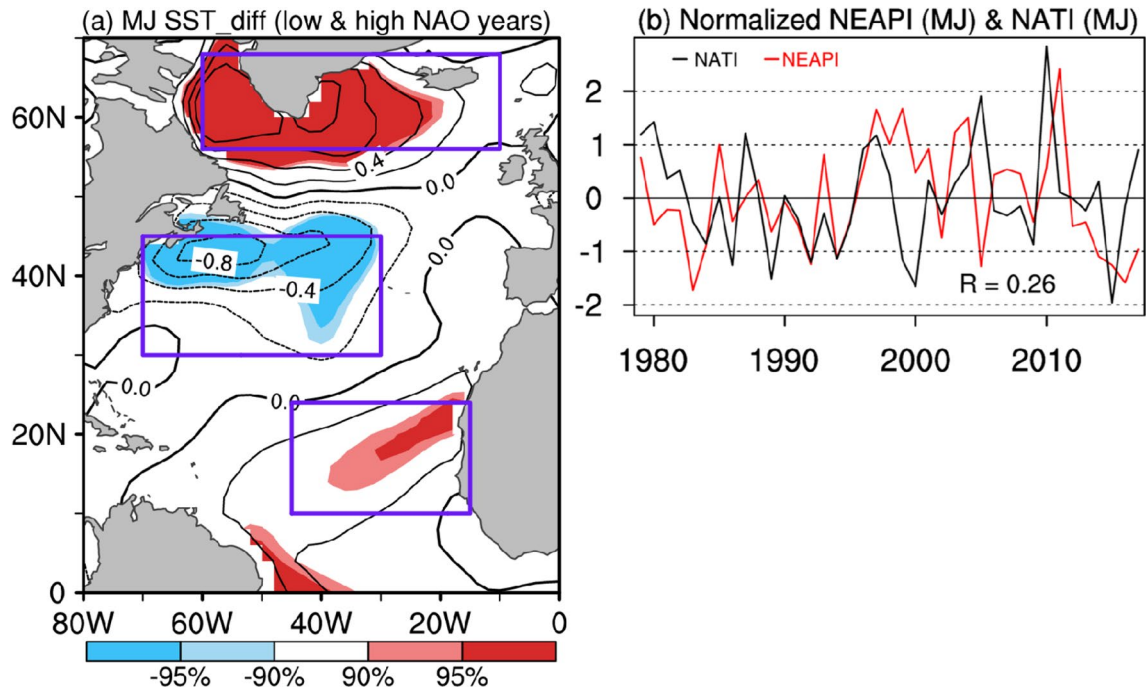 (a) MJ SST_diff (low & high NAO years)
60N
40N
20N
0
80W 60W 40W 20W 0
0.4
0.0
-0.8
-0.4
0.0
0.0
0.0
-95% -90% 90% 95%
(b) Normalized NEAPI (MJ) & NATI (MJ)
NATI NEAPI
2
1
0
-1
-2
R = 0.26
1980 1990 2000 2010